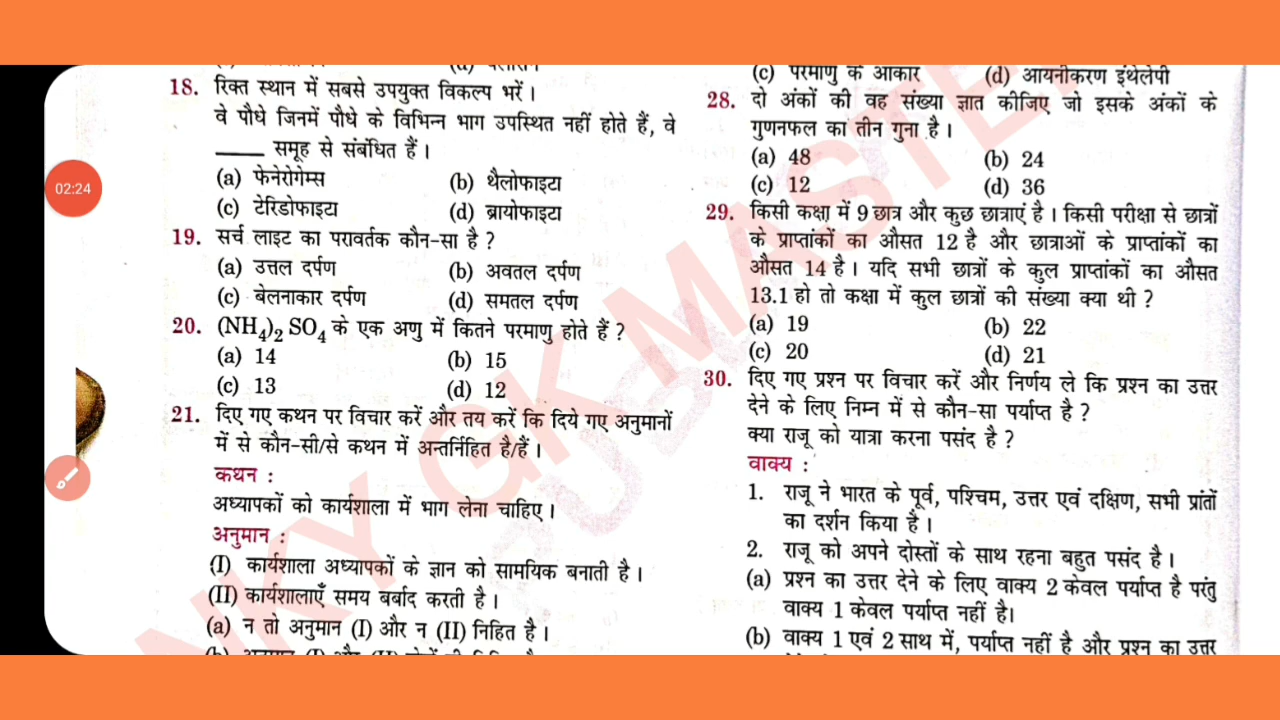 02:24
18. रिक्त स्थान में सबसे उपयुक्त विकल्प भरें।
वे पौधे जिनमें पौधे के विभिन्न भाग उपस्थित नहीं होते हैं, वे
____ समूह से संबंधित हैं।
(a) फेनेरोगेम्स (b) थैलोफाइटा
(c) टेरिडोफाइटा (d) ब्रायोफाइटा
19. सर्च लाइट का परावर्तक कौन-सा है ?
(a) उत्तल दर्पण (b) अवतल दर्पण
(c) बेलनाकार दर्पण (d) समतल दर्पण
20. (NH₄)₂ SO₄ के एक अणु में कितने परमाणु होते हैं ?
(a) 14 (b) 15
(c) 13 (d) 12
21. दिए गए कथन पर विचार करें और तय करें कि दिये गए अनुमानों
में से कौन-सी/से कथन में अन्तर्निहित है/हैं।
कथन :
अध्यापकों को कार्यशाला में भाग लेना चाहिए।
अनुमान :
(I) कार्यशाला अध्यापकों के ज्ञान को सामयिक बनाती है।
(II) कार्यशालाएँ समय बर्बाद करती है।
(a) न तो अनुमान (I) और न (II) निहित है।
(c) परमाणु के आकार (d) आयनीकरण इंथेलेपी
28. दो अंकों की वह संख्या ज्ञात कीजिए जो इसके अंकों के
गुणनफल का तीन गुना है।
(a) 48 (b) 24
(c) 12 (d) 36
29. किसी कक्षा में 9 छात्र और कुछ छात्राएं है। किसी परीक्षा से छात्रों
के प्राप्तांकों का औसत 12 है और छात्राओं के प्राप्तांकों का
औसत 14 है। यदि सभी छात्रों के कुल प्राप्तांकों का औसत
13.1 हो तो कक्षा में कुल छात्रों की संख्या क्या थी ?
(a) 19 (b) 22
(c) 20 (d) 21
30. दिए गए प्रश्न पर विचार करें और निर्णय ले कि प्रश्न का उत्तर
देने के लिए निम्न में से कौन-सा पर्याप्त है ?
क्या राजू को यात्रा करना पसंद है ?
वाक्य :
1. राजू ने भारत के पूर्व, पश्चिम, उत्तर एवं दक्षिण, सभी प्रांतों
का दर्शन किया है।
2. राजू को अपने दोस्तों के साथ रहना बहुत पसंद है।
(a) प्रश्न का उत्तर देने के लिए वाक्य 2 केवल पर्याप्त है परंतु
वाक्य 1 केवल पर्याप्त नहीं है।
(b) वाक्य 1 एवं 2 साथ में, पर्याप्त नहीं है और प्रश्न का उत्तर
NKY GK MASTE